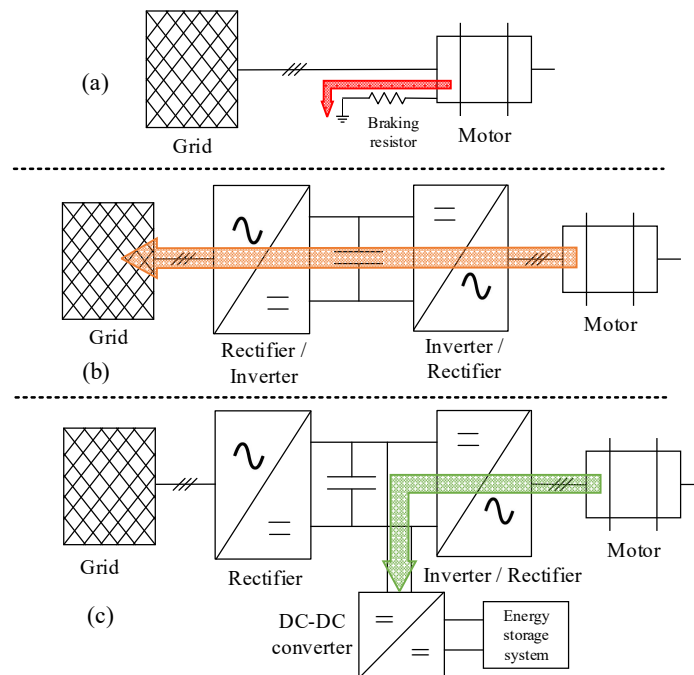 (a)
Grid
Braking
resistor
Motor
Grid
Rectifier /
Inverter
Inverter /
Rectifier
Motor
(b)
Grid
Rectifier
Inverter / Rectifier
Motor
(c)
DC-DC
converter
Energy
storage
system